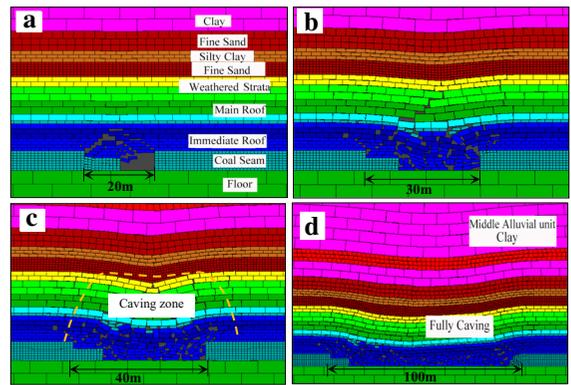 a
Clay
Fine Sand
Silty Clay
Fine Sand
Weathered Strata
Main Roof
Immediate Roof
Coal Seam
Floor
20m
b
30m
c
Caving zone
40m
d
Middle Alluvial unit
Clay
Fully Caving
100m